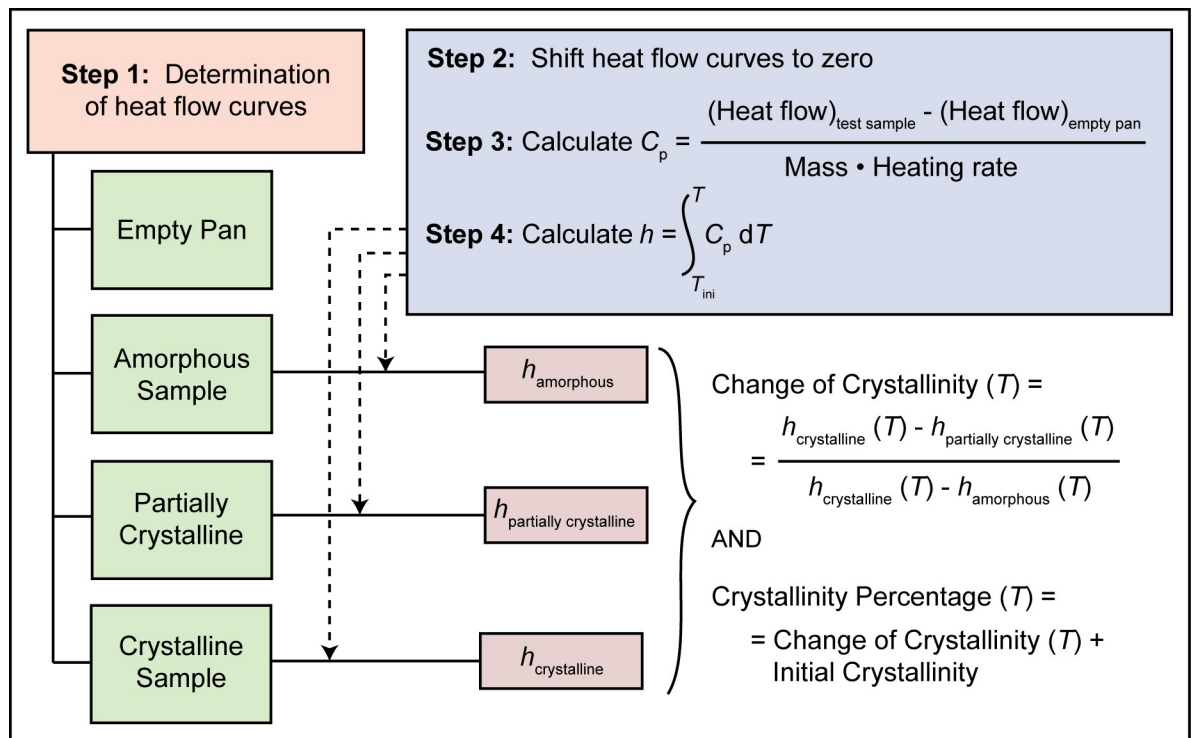 Step 1: Determination
of heat flow curves
Empty Pan
Amorphous
Sample
Partially
Crystalline
Crystalline
Sample
Step 2: Shift heat flow curves to zero
Step 3: Calculate Cp = (Heat flow)test sample - (Heat flow)empty pan
Mass • Heating rate
Step 4: Calculate h = ∫ Cp dT
T
Tini
hamorphous
hpartially crystalline
hcrystalline
Change of Crystallinity (T) =
= hcrystalline (T) - hpartially crystalline (T)
hcrystalline (T) - hamorphous (T)
AND
Crystallinity Percentage (T) =
= Change of Crystallinity (T) +
Initial Crystallinity